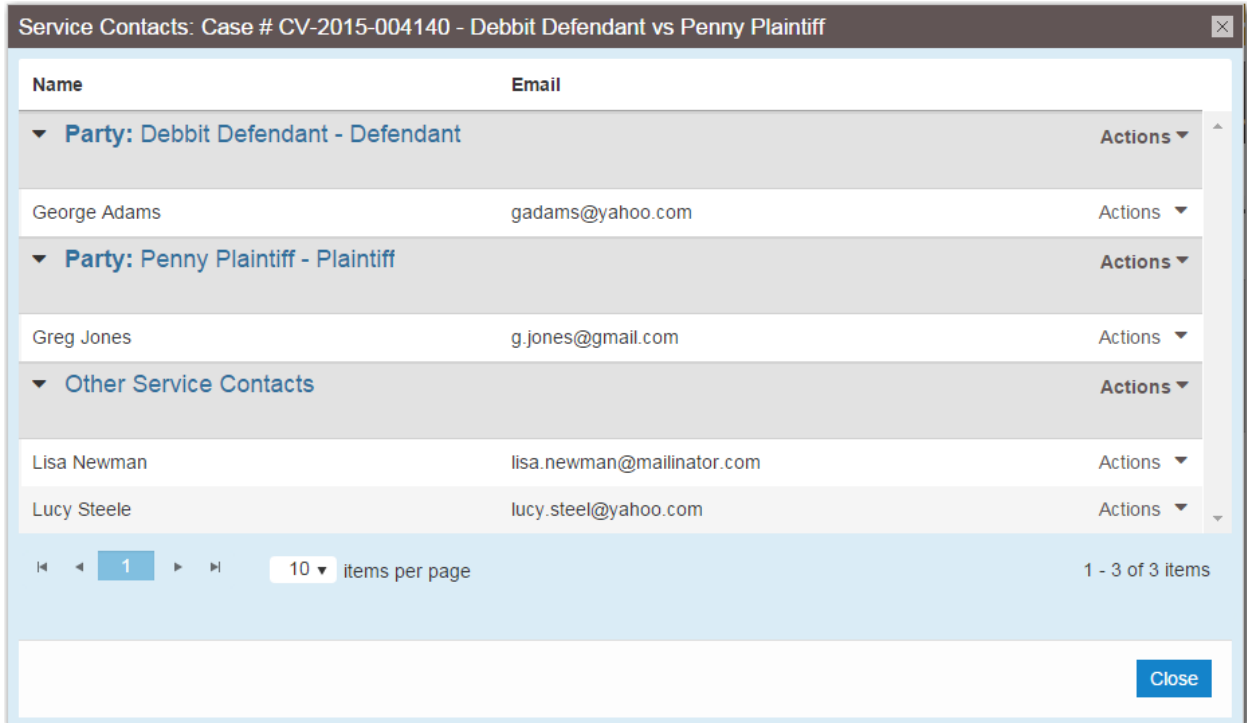 Service Contacts: Case # CV-2015-004140 - Debbit Defendant vs Penny Plaintiff
Name Email
Party: Debbit Defendant - Defendant Actions
George Adams gadams@yahoo.com Actions
Party: Penny Plaintiff - Plaintiff Actions
Greg Jones g.jones@gmail.com Actions
Other Service Contacts Actions
Lisa Newman lisa.newman@mailinator.com Actions
Lucy Steele lucy.steel@yahoo.com Actions
1 10 items per page 1 - 3 of 3 items
Close